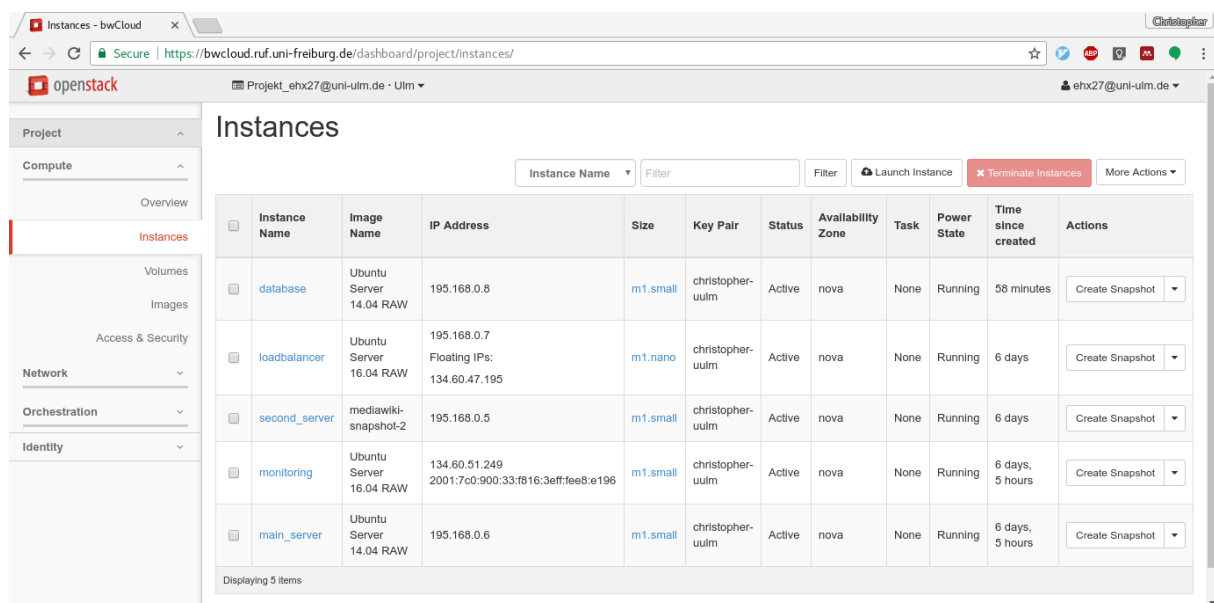 Instances - bwCloud
Christopher
Secure | https://bwcloud.ruf.uni-freiburg.de/dashboard/project/instances/
ABP
openstack
Projekt_ehx27@uni-ulm.de · Ulm
ehx27@uni-ulm.de
Project
Compute
Overview
Instances
Volumes
Images
Access & Security
Network
Orchestration
Identity
Instances
Instance Name
Filter
Filter
Launch Instance
Terminate Instances
More Actions
Instance Name
Image Name
IP Address
Size
Key Pair
Status
Availability Zone
Task
Power State
Time since created
Actions
database
Ubuntu
Server
14.04 RAW
195.168.0.8
m1.small
christopher-
uulm
Active
nova
None
Running
58 minutes
Create Snapshot
loadbalancer
Ubuntu
Server
16.04 RAW
195.168.0.7
Floating IPs:
134.60.47.195
m1.nano
christopher-
uulm
Active
nova
None
Running
6 days
Create Snapshot
second_server
mediawiki-
snapshot-2
195.168.0.5
m1.small
christopher-
uulm
Active
nova
None
Running
6 days
Create Snapshot
monitoring
Ubuntu
Server
16.04 RAW
134.60.51.249
2001:7c0:900:33:f816:3eff:fee8:e196
m1.small
christopher-
uulm
Active
nova
None
Running
6 days,
5 hours
Create Snapshot
main_server
Ubuntu
Server
14.04 RAW
195.168.0.6
m1.small
christopher-
uulm
Active
nova
None
Running
6 days,
5 hours
Create Snapshot
Displaying 5 items